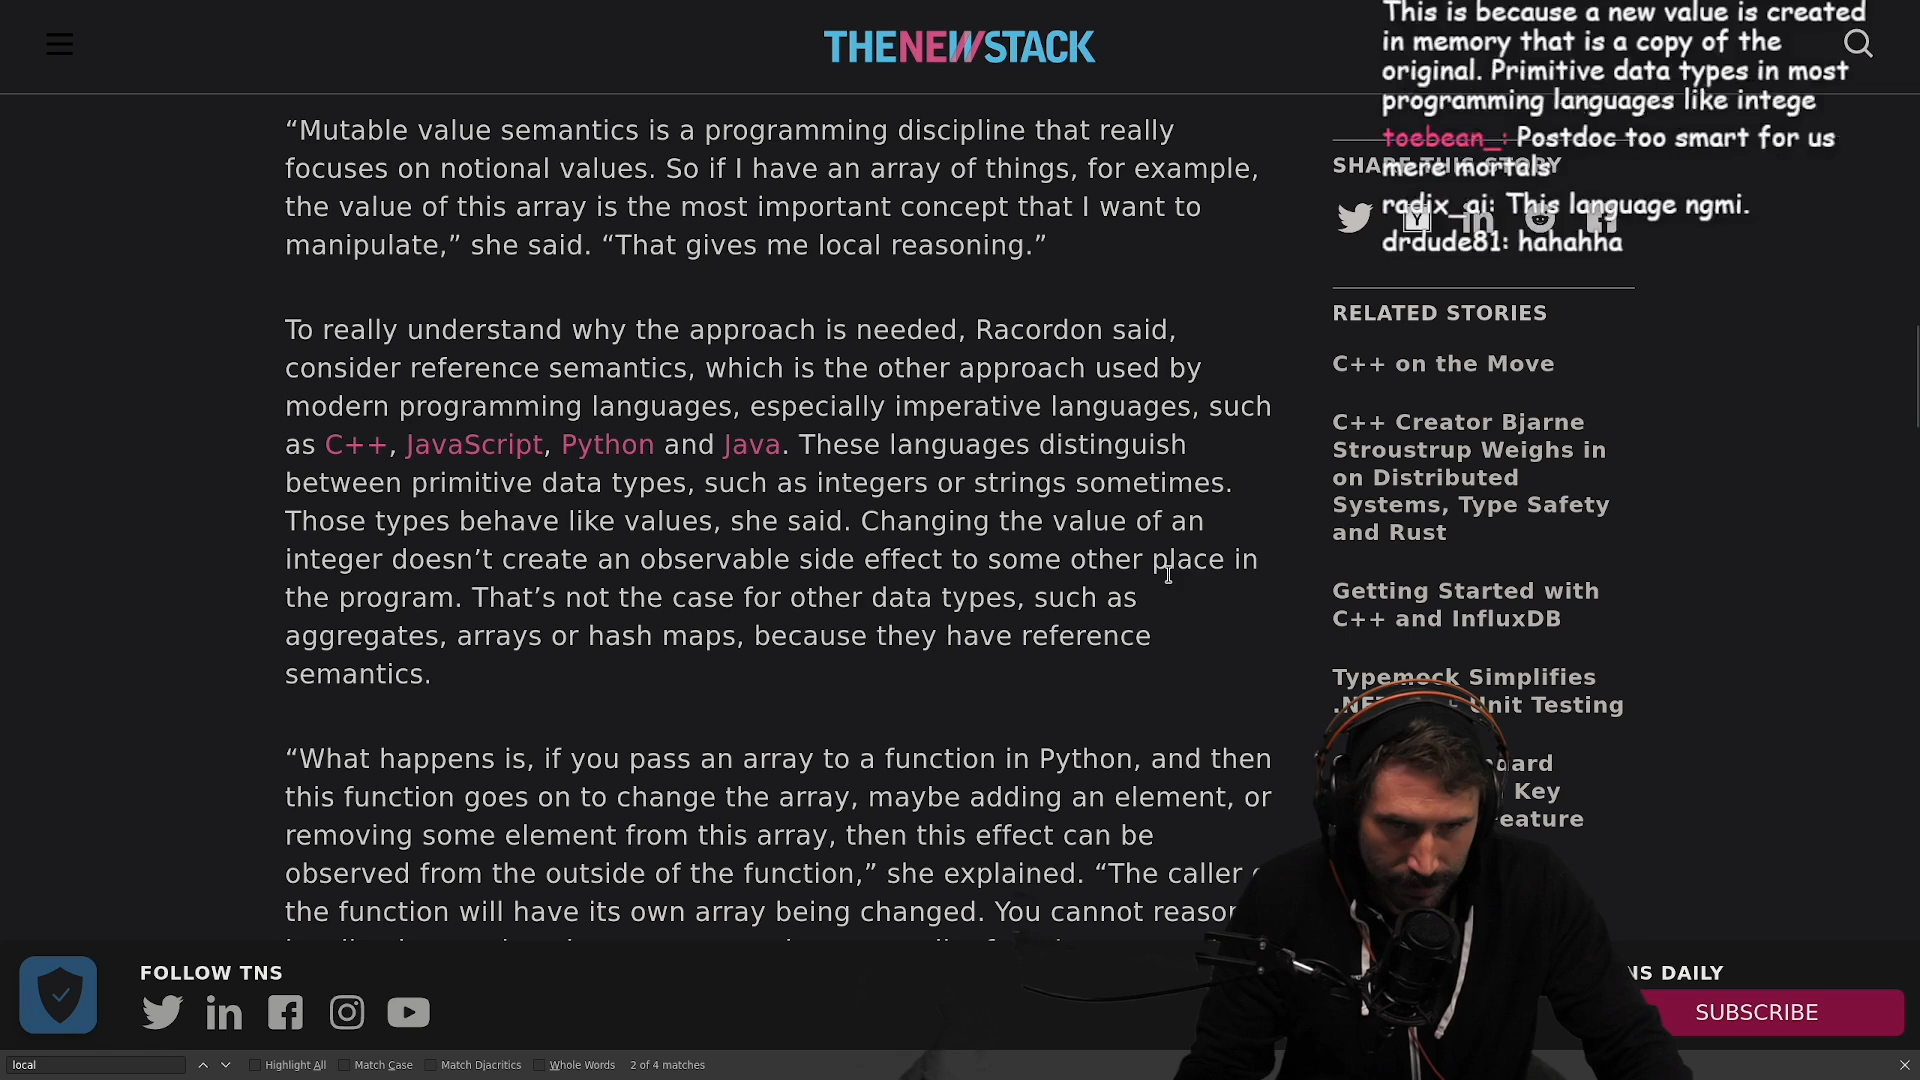 THENEWSTACK
This is because a new value is created
in memory that is a copy of the
original. Primitive data types in most
programming languages like intege
toebean_: Postdoc too smart for us
mere mortals
radix_ai: This language ngmi.
drdude81: hahahha
“Mutable value semantics is a programming discipline that really
focuses on notional values. So if I have an array of things, for example,
the value of this array is the most important concept that I want to
manipulate,” she said. “That gives me local reasoning.”
To really understand why the approach is needed, Racordon said,
consider reference semantics, which is the other approach used by
modern programming languages, especially imperative languages, such
as C++, JavaScript, Python and Java. These languages distinguish
between primitive data types, such as integers or strings sometimes.
Those types behave like values, she said. Changing the value of an
integer doesn’t create an observable side effect to some other place in
the program. That’s not the case for other data types, such as
aggregates, arrays or hash maps, because they have reference
semantics.
“What happens is, if you pass an array to a function in Python, and then
this function goes on to change the array, maybe adding an element, or
removing some element from this array, then this effect can be
observed from the outside of the function,” she explained. “The caller
the function will have its own array being changed. You cannot reason
SHARE THIS STORY
RELATED STORIES
C++ on the Move
C++ Creator Bjarne
Stroustrup Weighs in
on Distributed
Systems, Type Safety
and Rust
Getting Started with
C++ and InfluxDB
Typemock Simplifies
Unit Testing
Key
FOLLOW TNS
DAILY
SUBSCRIBE
local
Highlight All
Match Case
Match Diacritics
Whole Words
2 of 4 matches